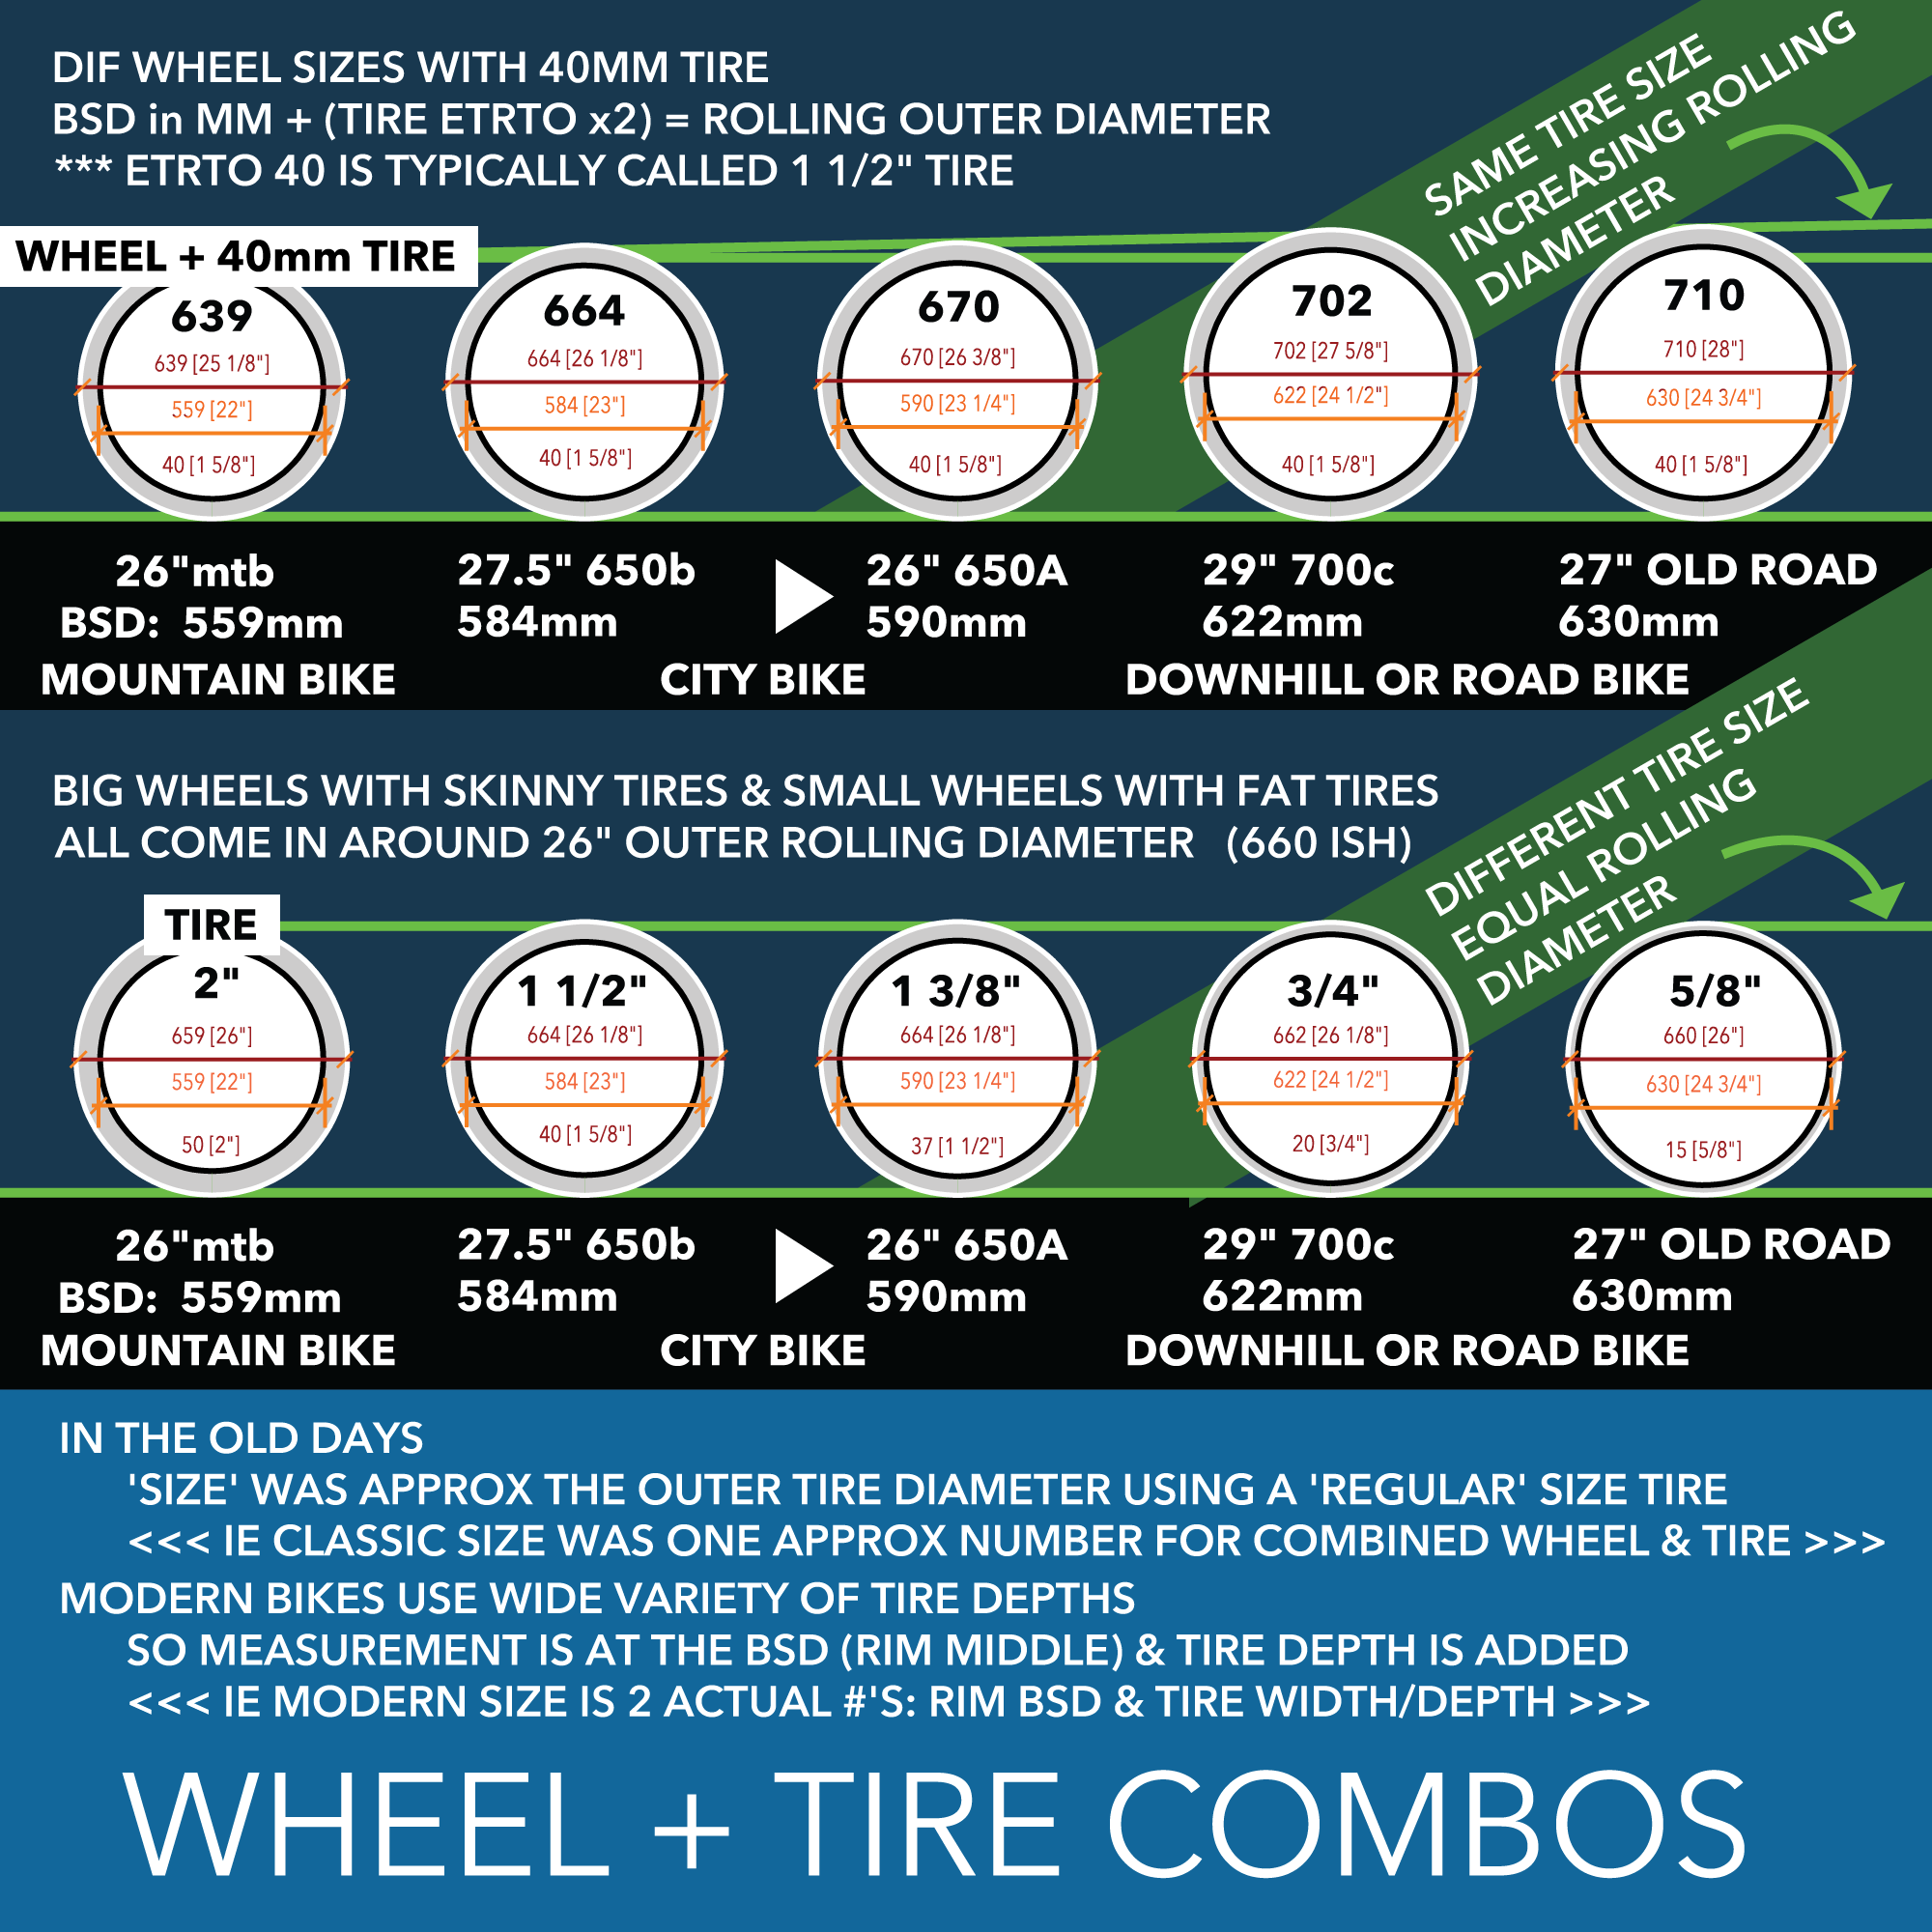 DIF WHEEL SIZES WITH 40MM TIRE
BSD in MM + (TIRE ETRTO x2) = ROLLING OUTER DIAMETER
*** ETRTO 40 IS TYPICALLY CALLED 1 1/2" TIRE
SAME TIRE SIZE
INCREASING ROLLING
DIAMETER
WHEEL + 40mm TIRE
639
639 [25 1/8"]
559 [22"]
40 [1 5/8"]
664
664 [26 1/8"]
584 [23"]
40 [1 5/8"]
670
670 [26 3/8"]
590 [23 1/4"]
40 [1 5/8"]
702
702 [27 5/8"]
622 [24 1/2"]
40 [1 5/8"]
710
710 [28"]
630 [24 3/4"]
40 [1 5/8"]
26"mtb
BSD: 559mm
27.5" 650b
584mm
26" 650A
590mm
29" 700c
622mm
27" OLD ROAD
630mm
MOUNTAIN BIKE
CITY BIKE
DOWNHILL OR ROAD BIKE
BIG WHEELS WITH SKINNY TIRES & SMALL WHEELS WITH FAT TIRES
ALL COME IN AROUND 26" OUTER ROLLING DIAMETER (660 ISH)
DIFFERENT TIRE SIZE
EQUAL ROLLING
DIAMETER
TIRE
2"
659 [26"]
559 [22"]
50 [2"]
1 1/2"
664 [26 1/8"]
584 [23"]
40 [1 5/8"]
1 3/8"
664 [26 1/8"]
590 [23 1/4"]
37 [1 1/2"]
3/4"
662 [26 1/8"]
622 [24 1/2"]
20 [3/4"]
5/8"
660 [26"]
630 [24 3/4"]
15 [5/8"]
26"mtb
BSD: 559mm
27.5" 650b
584mm
26" 650A
590mm
29" 700c
622mm
27" OLD ROAD
630mm
MOUNTAIN BIKE
CITY BIKE
DOWNHILL OR ROAD BIKE
IN THE OLD DAYS
'SIZE' WAS APPROX THE OUTER TIRE DIAMETER USING A 'REGULAR' SIZE TIRE
<<< IE CLASSIC SIZE WAS ONE APPROX NUMBER FOR COMBINED WHEEL & TIRE >>>
MODERN BIKES USE WIDE VARIETY OF TIRE DEPTHS
SO MEASUREMENT IS AT THE BSD (RIM MIDDLE) & TIRE DEPTH IS ADDED
<<< IE MODERN SIZE IS 2 ACTUAL #'S: RIM BSD & TIRE WIDTH/DEPTH >>>
WHEEL + TIRE COMBOS